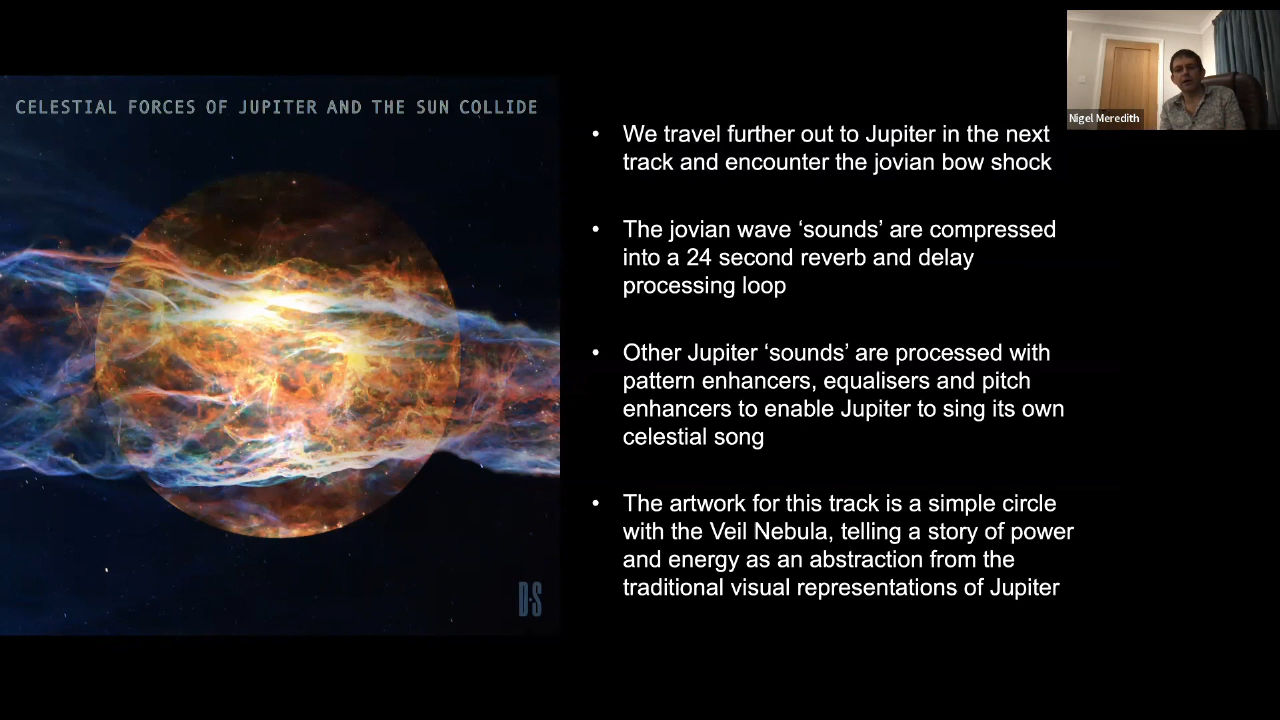 CELESTIAL FORCES OF JUPITER AND THE SUN COLLIDE
D·S
• We travel further out to Jupiter in the next
track and encounter the jovian bow shock
• The jovian wave ‘sounds’ are compressed
into a 24 second reverb and delay
processing loop
• Other Jupiter ‘sounds’ are processed with
pattern enhancers, equalisers and pitch
enhancers to enable Jupiter to sing its own
celestial song
• The artwork for this track is a simple circle
with the Veil Nebula, telling a story of power
and energy as an abstraction from the
traditional visual representations of Jupiter
Nigel Meredith